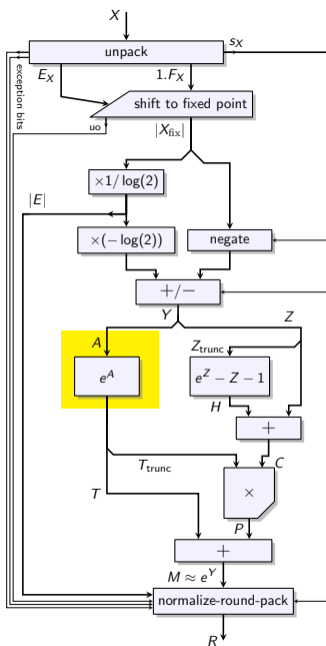 X
unpack
s_X
E_X
1.F_X
exception bits
shift to fixed point
uo
|X_fix|
×1/ log(2)
|E|
×(− log(2))
negate
+/−
Y
Z
A
Z_trunc
e^A
e^Z − Z − 1
H
+
T_trunc
C
T
×
P
+
M ≈ e^Y
normalize-round-pack
R